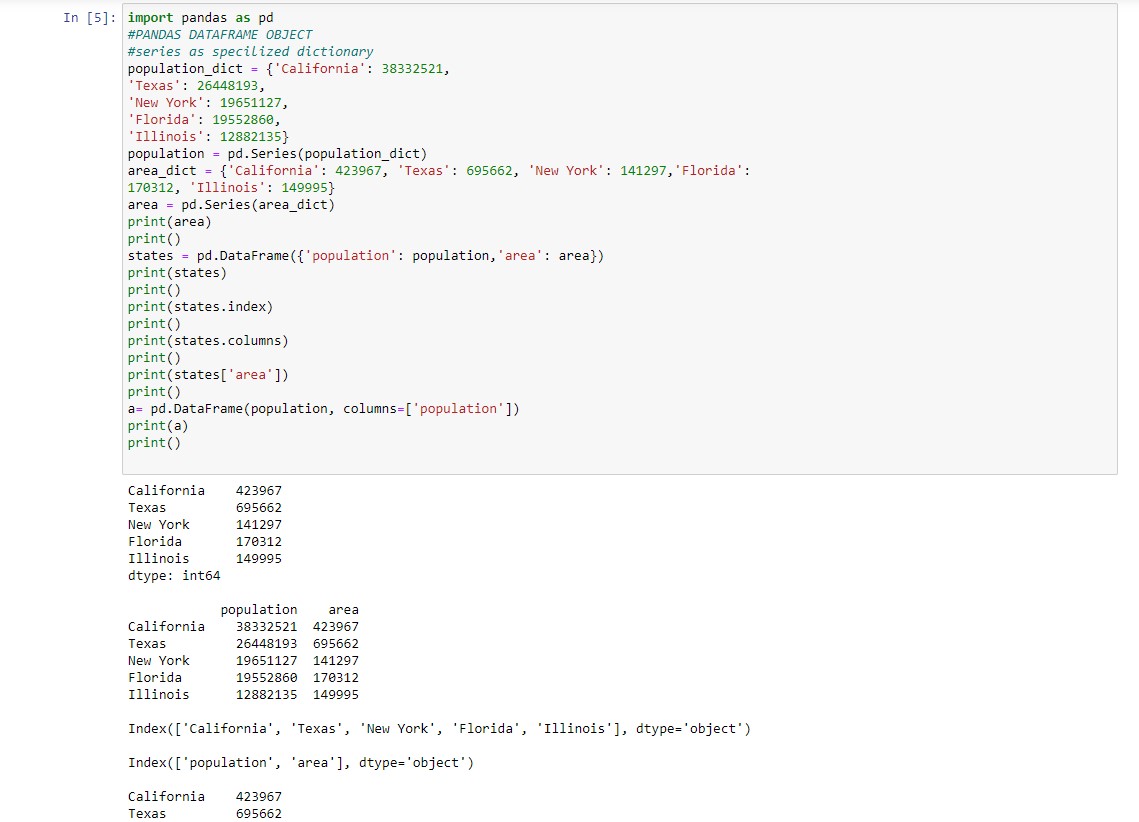 In [5]:
import pandas as pd
#PANDAS DATAFRAME OBJECT
#series as specilized dictionary
population_dict = {'California': 38332521,
'Texas': 26448193,
'New York': 19651127,
'Florida': 19552860,
'Illinois': 12882135}
population = pd.Series(population_dict)
area_dict = {'California': 423967, 'Texas': 695662, 'New York': 141297,'Florida':
170312, 'Illinois': 149995}
area = pd.Series(area_dict)
print(area)
print()
states = pd.DataFrame({'population': population,'area': area})
print(states)
print()
print(states.index)
print()
print(states.columns)
print()
print(states['area'])
print()
a= pd.DataFrame(population, columns=['population'])
print(a)
print()
California    423967
Texas         695662
New York      141297
Florida       170312
Illinois      149995
dtype: int64
            population    area
California    38332521  423967
Texas         26448193  695662
New York      19651127  141297
Florida       19552860  170312
Illinois      12882135  149995
Index(['California', 'Texas', 'New York', 'Florida', 'Illinois'], dtype='object')
Index(['population', 'area'], dtype='object')
California    423967
Texas         695662